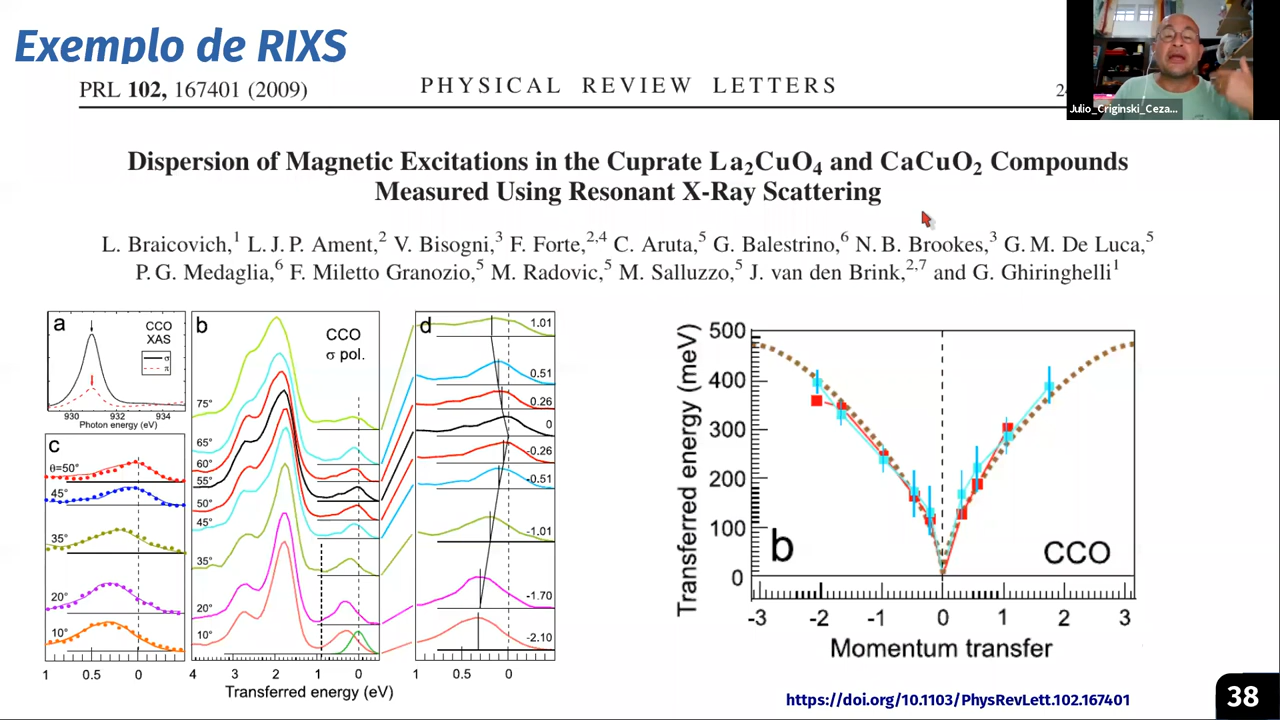 Exemplo de RIXS
PRL 102, 167401 (2009)
PHYSICAL REVIEW LETTERS
2
Julio_Criginski_Ceza...
Dispersion of Magnetic Excitations in the Cuprate La₂CuO₄ and CaCuO₂ Compounds
Measured Using Resonant X-Ray Scattering
L. Braicovich,¹ L. J. P. Ament,² V. Bisogni,³ F. Forte,²,⁴ C. Aruta,⁵ G. Balestrino,⁶ N. B. Brookes,³ G. M. De Luca,⁵
P. G. Medaglia,⁶ F. Miletto Granozio,⁵ M. Radovic,⁵ M. Salluzzo,⁵ J. van den Brink,²,⁷ and G. Ghiringhelli¹
a
CCO
XAS
σ
π
930 932 934
Photon energy (eV)
c
θ=50°
45°
35°
20°
10°
1 0.5 0
b
CCO
σ pol.
75°
65°
60°
55°
50°
45°
35°
20°
10°
4 3 2 1 0
Transferred energy (eV)
d
1.01
0.51
0.26
0
-0.26
-0.51
-1.01
-1.70
-2.10
1 0.5 0
Transferred energy (meV)
500
400
300
200
100
0
b
CCO
-3 -2 -1 0 1 2 3
Momentum transfer
https://doi.org/10.1103/PhysRevLett.102.167401
38